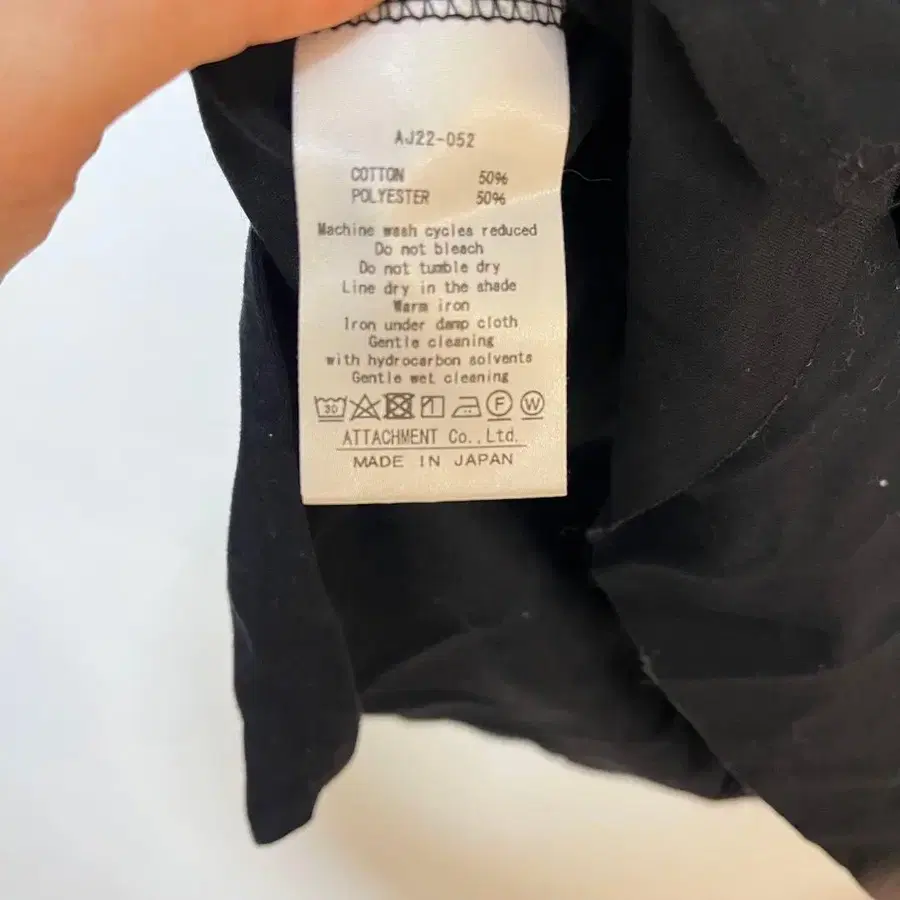 AJ22-052
COTTON 50%
POLYESTER 50%
Machine wash cycles reduced
Do not bleach
Do not tumble dry
Line dry in the shade
Warm iron
Iron under damp cloth
Gentle cleaning
with hydrocarbon solvents
Gentle wet cleaning
30 F W
ATTACHMENT Co.,Ltd.
MADE IN JAPAN